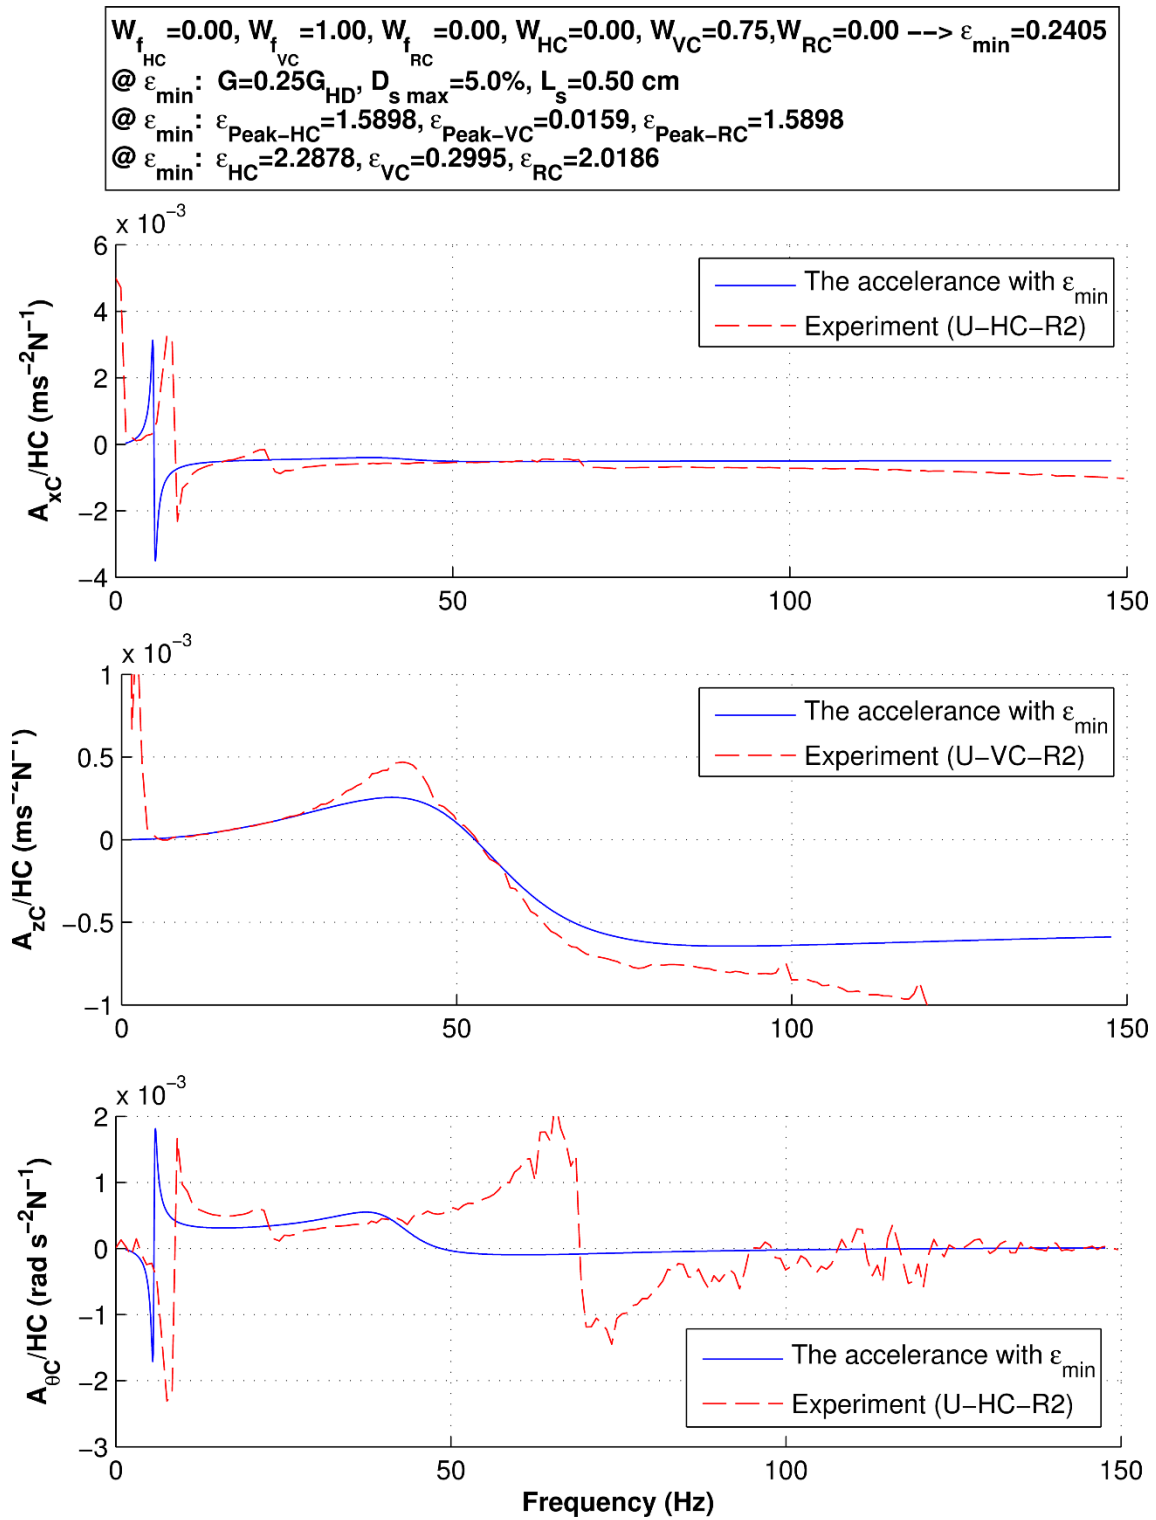 W_f_HC=0.00, W_f_VC=1.00, W_f_RC=0.00, W_HC=0.00, W_VC=0.75,W_RC=0.00 −−> ε_min=0.2405
@ ε_min: G=0.25G_HD, D_s max=5.0%, L_s=0.50 cm
@ ε_min: ε_Peak−HC=1.5898, ε_Peak−VC=0.0159, ε_Peak−RC=1.5898
@ ε_min: ε_HC=2.2878, ε_VC=0.2995, ε_RC=2.0186
x 10^−3
6
4
2
0
−2
−4
A_xC/HC (ms^−2N^−1)
The accelerance with ε_min
Experiment (U−HC−R2)
0
50
100
150
x 10^−3
1
0.5
0
−0.5
−1
A_zC/HC (ms^−2N^−1)
The accelerance with ε_min
Experiment (U−VC−R2)
0
50
100
150
x 10^−3
2
1
0
−1
−2
−3
A_θC/HC (rad s^−2N^−1)
The accelerance with ε_min
Experiment (U−HC−R2)
0
50
100
150
Frequency (Hz)